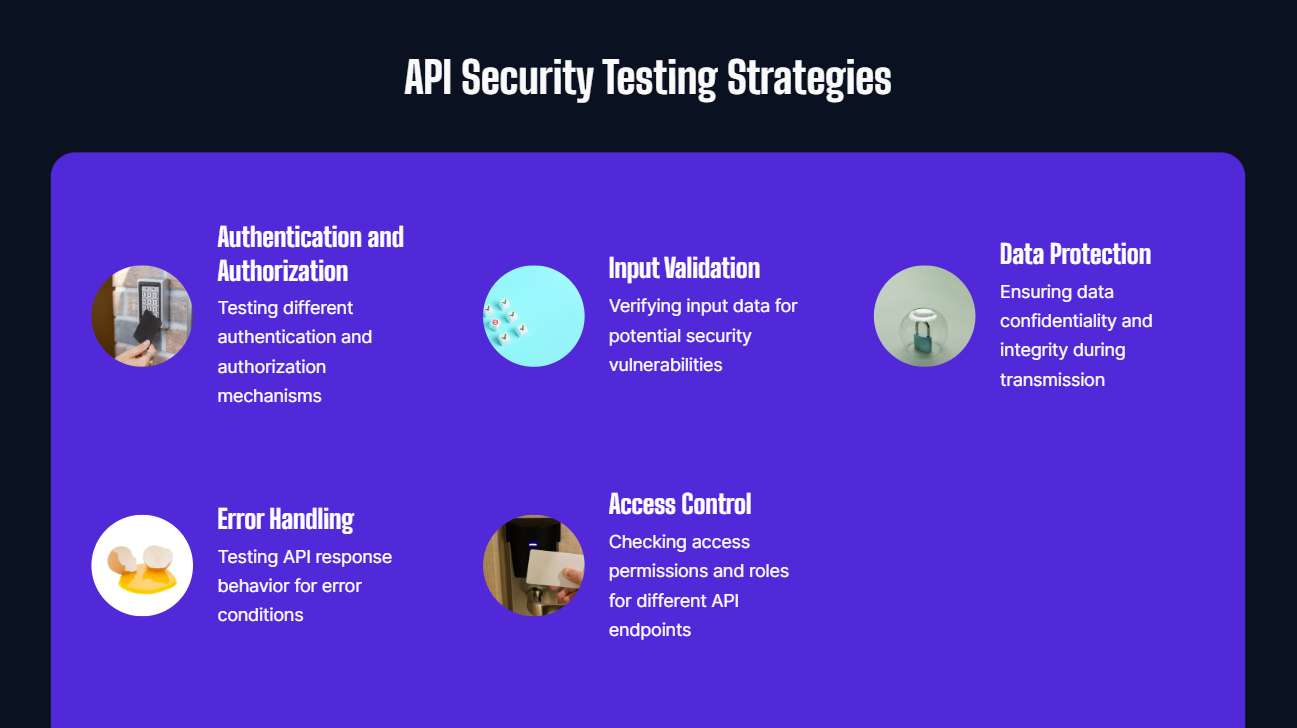 API Security Testing Strategies
Authentication and
Authorization
Testing different
authentication and
authorization
mechanisms
Input Validation
Verifying input data for
potential security
vulnerabilities
Data Protection
Ensuring data
confidentiality and
integrity during
transmission
Error Handling
Testing API response
behavior for error
conditions
Access Control
Checking access
permissions and roles
for different API
endpoints